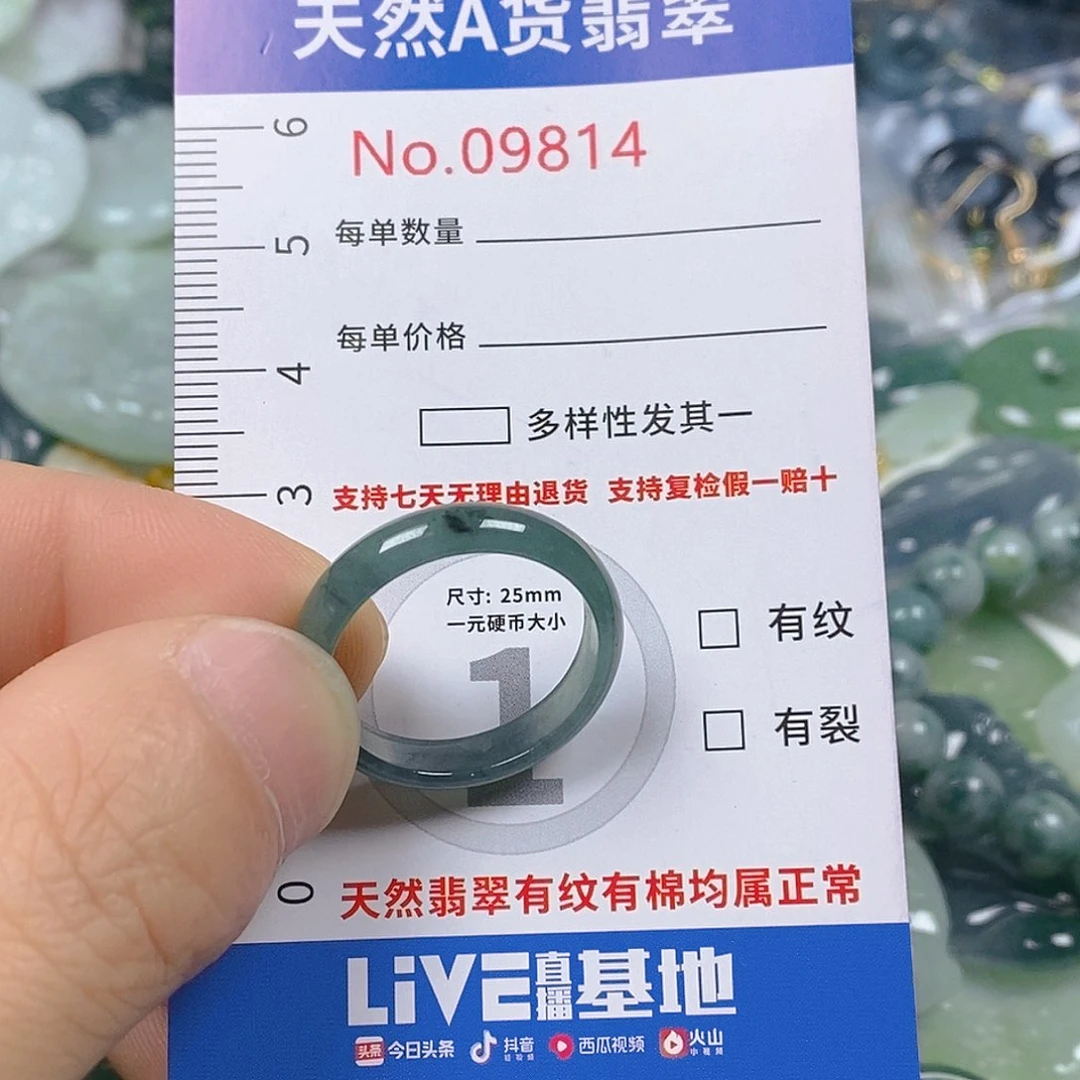 天然A货翡翠
6
No.09814
每单数量
5
每单价格
4
多样性发其一
3
支持七天无理由退货 支持复检假一赔十
尺寸: 25mm
一元硬币大小
1
有纹
有裂
0
天然翡翠有纹有棉均属正常
LiVE直播基地
头条 今日头条 抖音 西瓜视频 火山